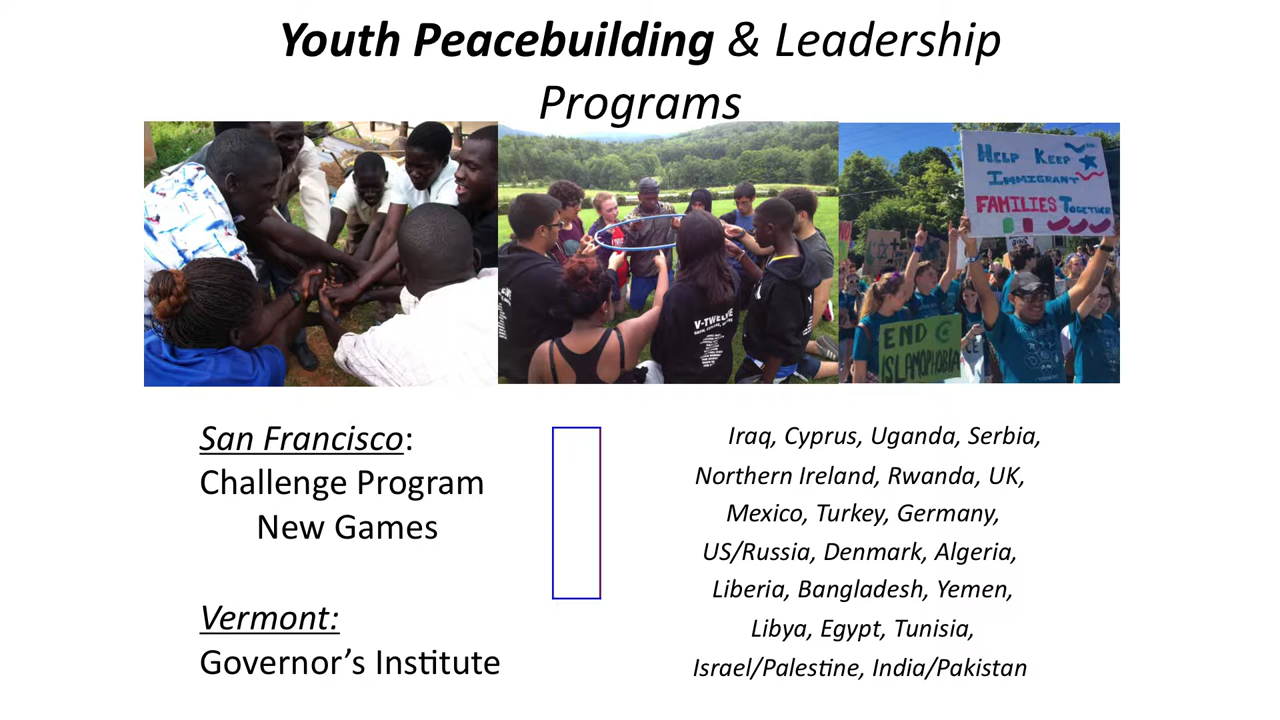 Youth Peacebuilding & Leadership
Programs
HELP KEEP
IMMIGRANT
FAMILIES TOGETHER
END
ISLAMOPHOBIA
V-TWELVE
San Francisco:
Challenge Program
New Games
Vermont:
Governor's Institute
Iraq, Cyprus, Uganda, Serbia,
Northern Ireland, Rwanda, UK,
Mexico, Turkey, Germany,
US/Russia, Denmark, Algeria,
Liberia, Bangladesh, Yemen,
Libya, Egypt, Tunisia,
Israel/Palestine, India/Pakistan